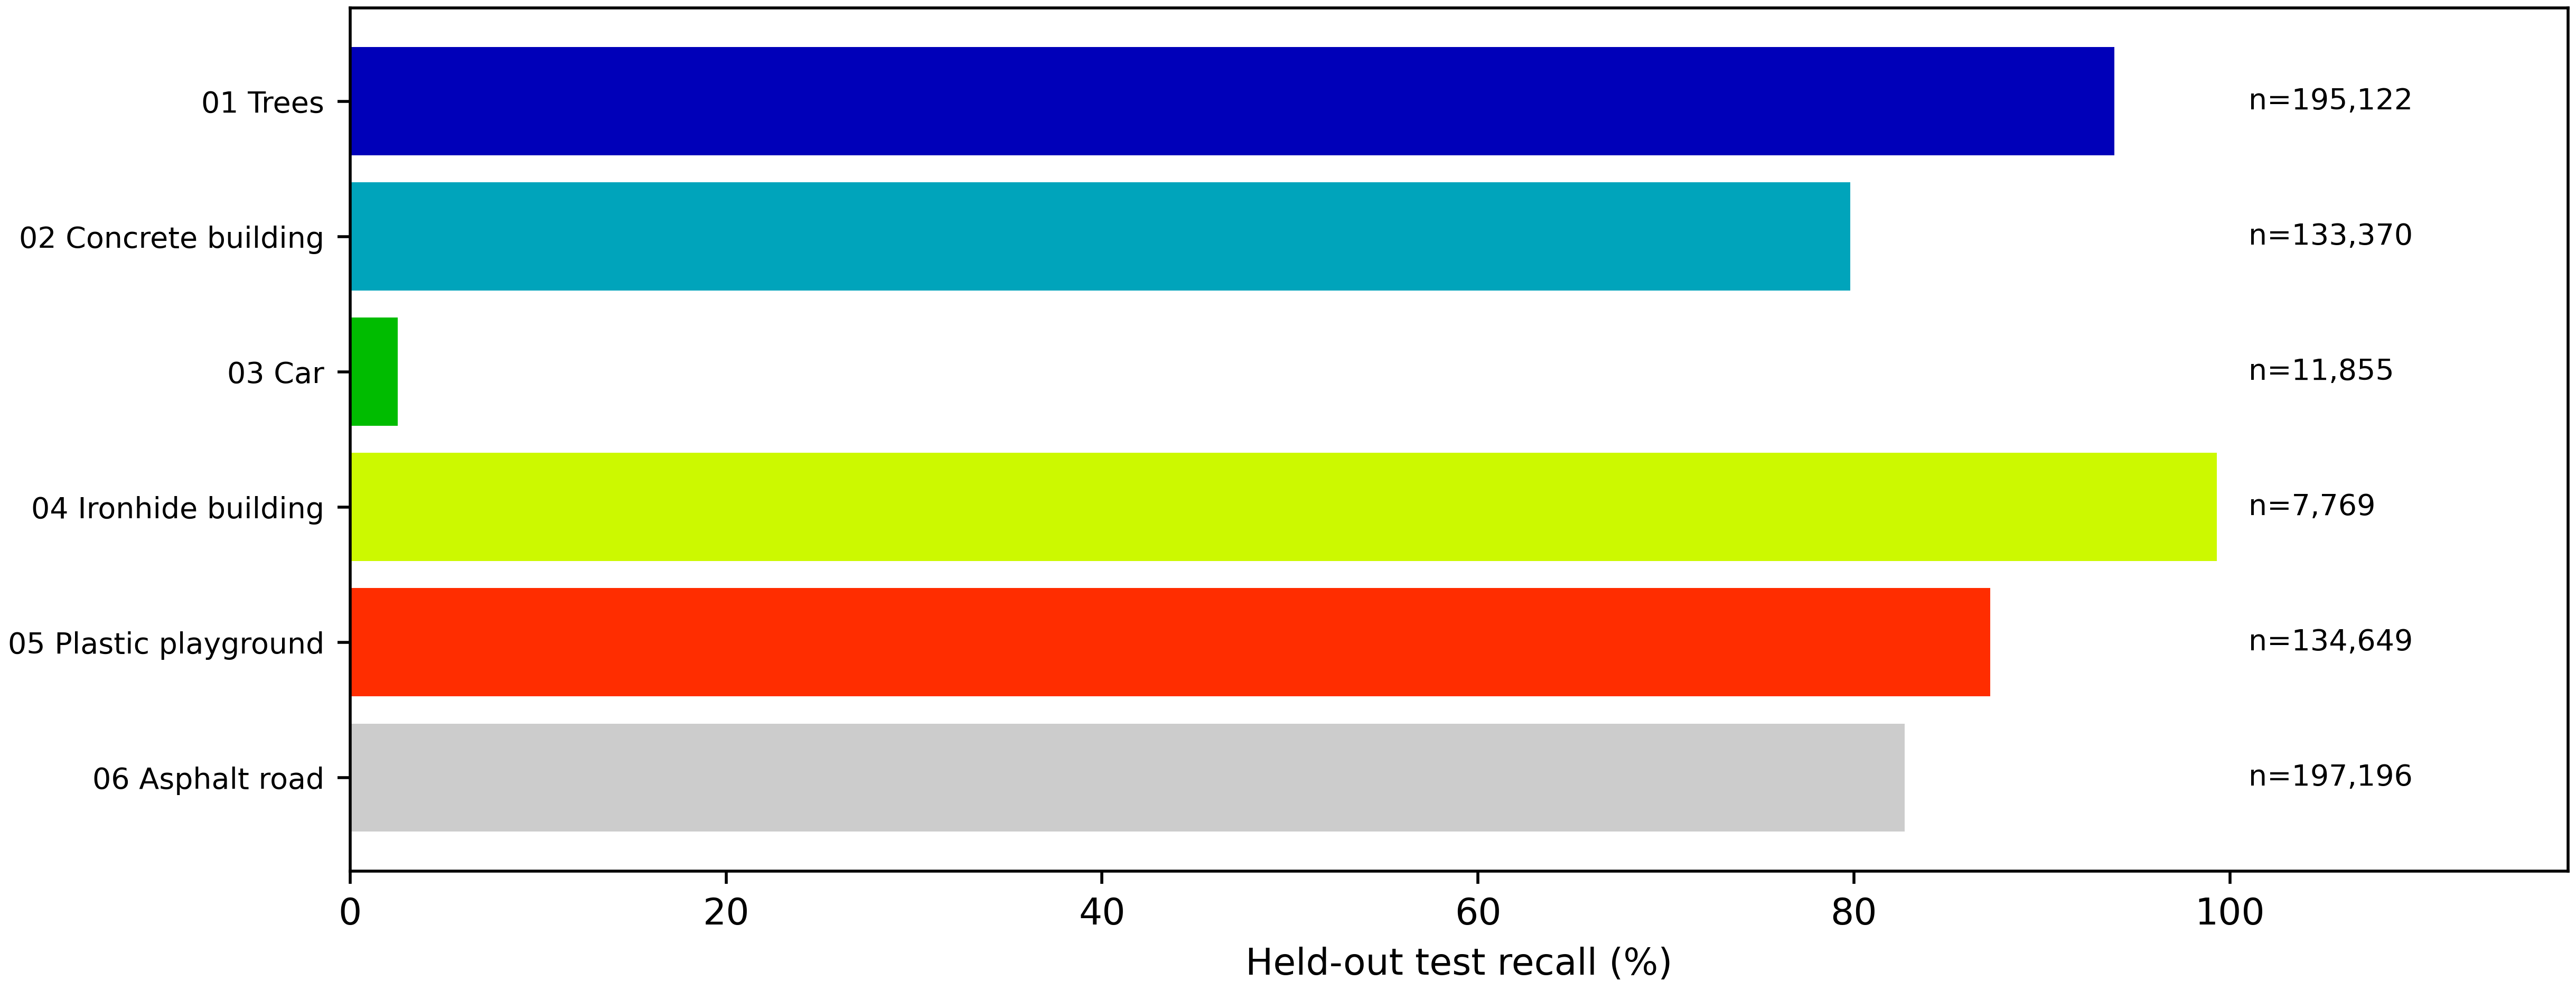 01 Trees n=195,122
02 Concrete building n=133,370
03 Car n=11,855
04 Ironhide building n=7,769
05 Plastic playground n=134,649
06 Asphalt road n=197,196
0 20 40 60 80 100
Held-out test recall (%)